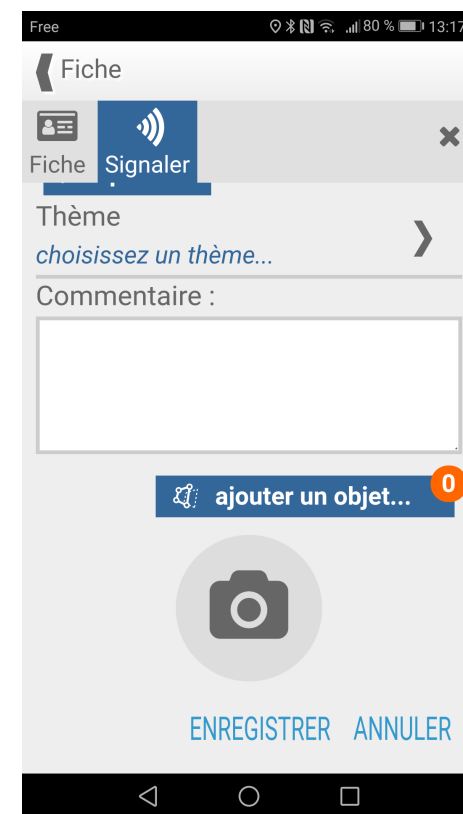 Free 80 % 13:17
Fiche
Fiche Signaler
Thème
choisissez un thème...
Commentaire :
ajouter un objet... 0
ENREGISTRER ANNULER